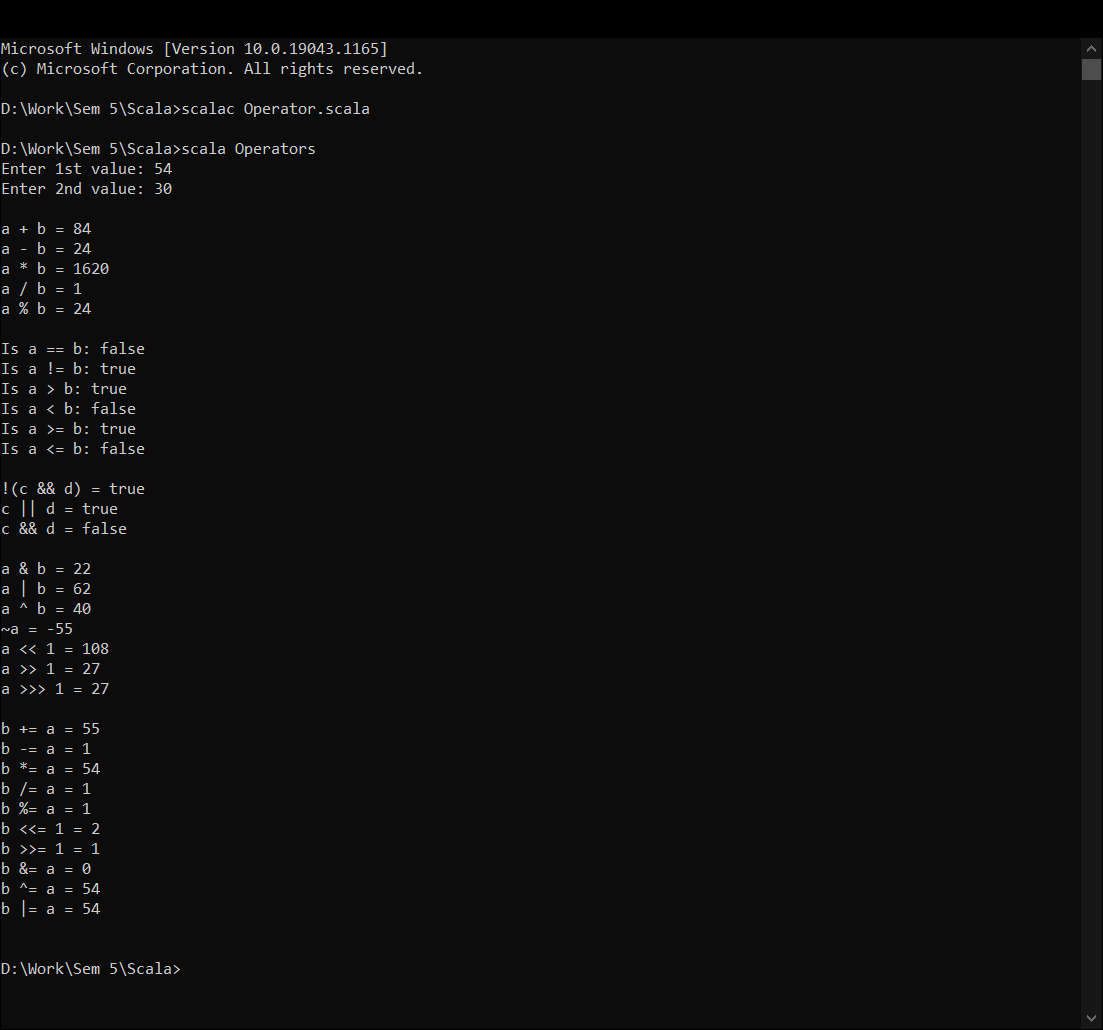 Microsoft Windows [Version 10.0.19043.1165]
(c) Microsoft Corporation. All rights reserved.
D:\Work\Sem 5\Scala>scalac Operator.scala
D:\Work\Sem 5\Scala>scala Operators
Enter 1st value: 54
Enter 2nd value: 30
a + b = 84
a - b = 24
a * b = 1620
a / b = 1
a % b = 24
Is a == b: false
Is a != b: true
Is a > b: true
Is a < b: false
Is a >= b: true
Is a <= b: false
!(c && d) = true
c || d = true
c && d = false
a & b = 22
a | b = 62
a ^ b = 40
~a = -55
a << 1 = 108
a >> 1 = 27
a >>> 1 = 27
b += a = 55
b -= a = 1
b *= a = 54
b /= a = 1
b %= a = 1
b <<= 1 = 2
b >>= 1 = 1
b &= a = 0
b ^= a = 54
b |= a = 54
D:\Work\Sem 5\Scala>